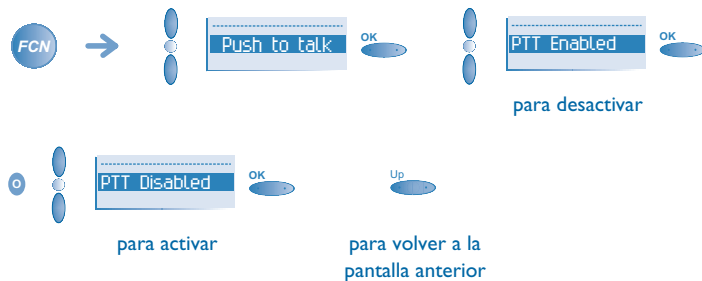 FCN
Push to talk
OK
PTT Enabled
OK
para desactivar
O
PTT Disabled
OK
Up
para activar
para volver a la
pantalla anterior